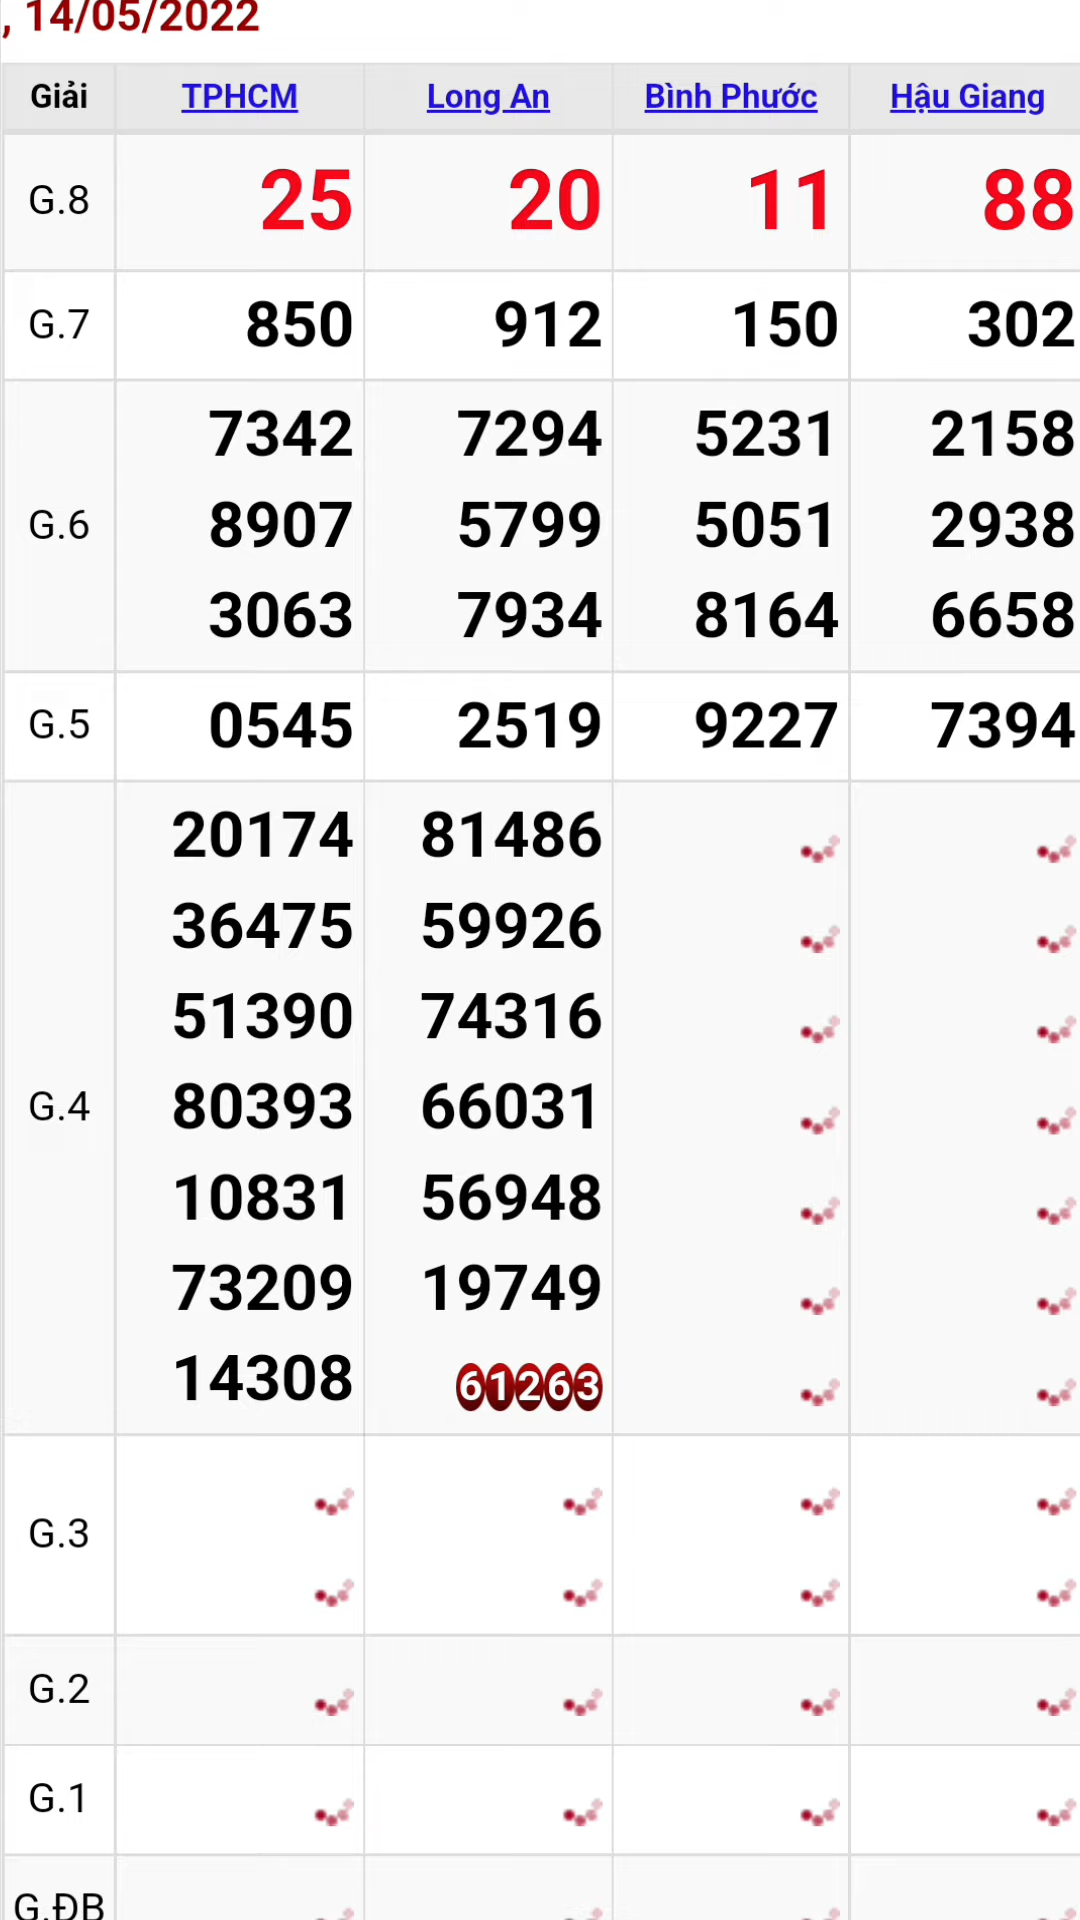 , 14/05/2022
Giải TPHCM Long An Bình Phước Hậu Giang
G.8 25 20 11 88
G.7 850 912 150 302
7342 7294 5231 2158
G.6 8907 5799 5051 2938
3063 7934 8164 6658
G.5 0545 2519 9227 7394
20174 81486
36475 59926
51390 74316
G.4 80393 66031
10831 56948
73209 19749
14308 61263
G.3
G.2
G.1
G.ĐB